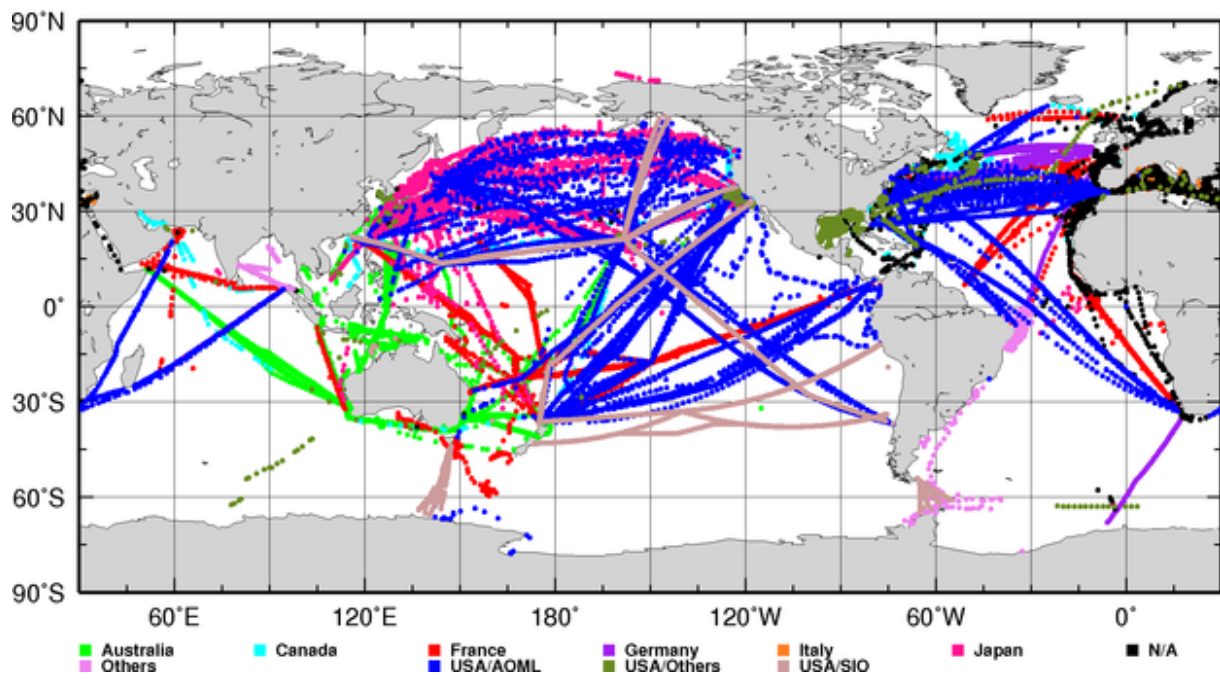 90˚N
60˚N
30˚N
0˚
30˚S
60˚S
90˚S
60˚E 120˚E 180˚ 120˚W 60˚W 0˚
Australia Canada France Germany Italy Japan N/A
Others USA/AOML USA/Others USA/SIO